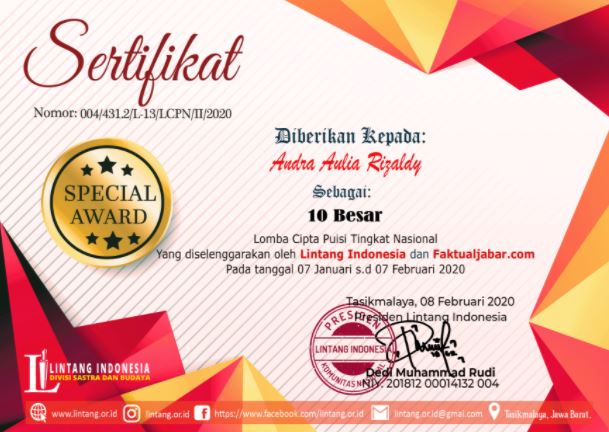 Sertifikat
Nomor: 004/431.2/L-13/LCPN/II/2020
SPECIAL
AWARD
Diberikan Kepada:
Andra Aulia Rizaldy
Sebagai:
10 Besar
Lomba Cipta Puisi Tingkat Nasional
Yang diselenggarakan oleh Lintang Indonesia dan Faktualjabar.com
Pada tanggal 07 Januari s.d 07 Februari 2020
Tasikmalaya, 08 Februari 2020
Presiden Lintang Indonesia
PRESIDEN
LINTANG INDONESIA
Dedi Muhammad Rudi
NIY. 201812 00014132 004
LINTANG INDONESIA
DIVISI SASTRA DAN BUDAYA
www.lintang.or.id lintang.or.id https://www.facebook.com/lintang.or.id lintang.or.id@gmai.com Tasikmalaya, Jawa Barat.